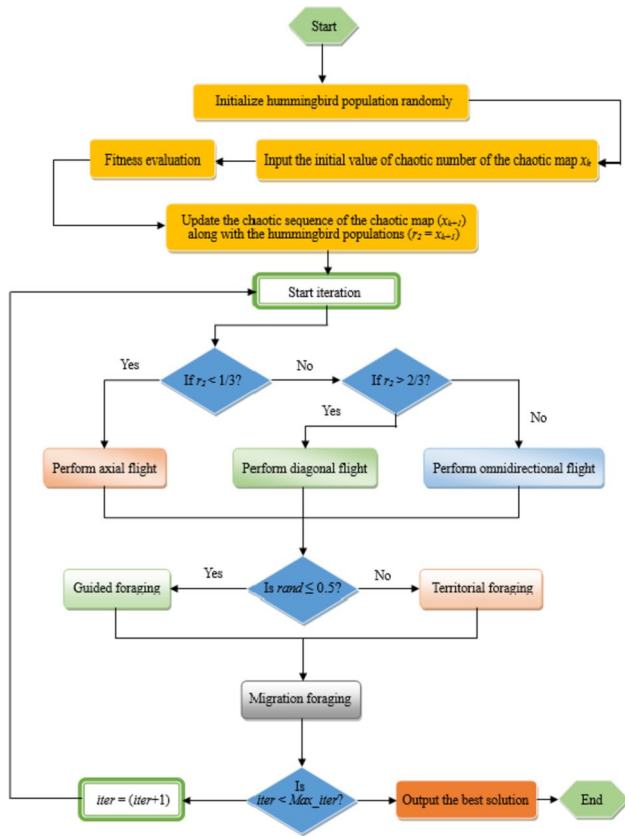 Start
Initialize hummingbird population randomly
Input the initial value of chaotic number of the chaotic map xₖ
Fitness evaluation
Update the chaotic sequence of the chaotic map (xₖ₊₁)
along with the hummingbird populations (r₂ = xₖ₊₁)
Start iteration
Yes
If r₂ < 1/3?
No
If r₂ > 2/3?
Yes
No
Perform axial flight
Perform diagonal flight
Perform omnidirectional flight
Guided foraging
Yes
Is rand ≤ 0.5?
No
Territorial foraging
Migration foraging
iter = (iter+1)
Is
iter < Max_iter?
Output the best solution
End